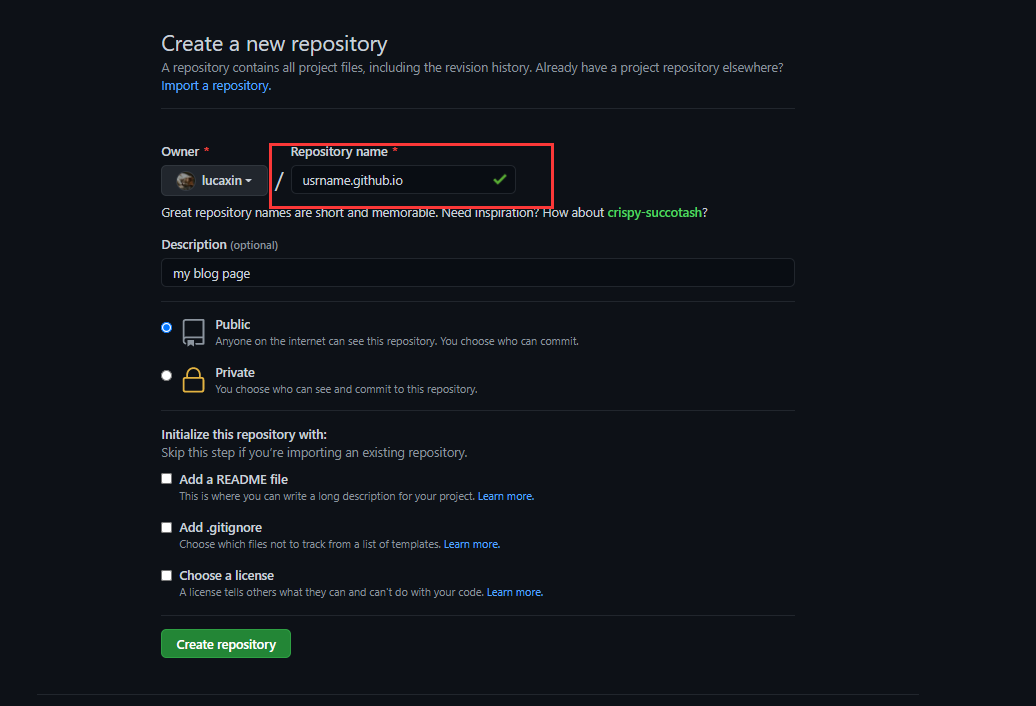 Create a new repository
A repository contains all project files, including the revision history. Already have a project repository elsewhere?
Import a repository.
Owner * Repository name *
lucaxin / usrname.github.io
Great repository names are short and memorable. Need inspiration? How about crispy-succotash?
Description (optional)
my blog page
Public
Anyone on the internet can see this repository. You choose who can commit.
Private
You choose who can see and commit to this repository.
Initialize this repository with:
Skip this step if you're importing an existing repository.
Add a README file
This is where you can write a long description for your project. Learn more.
Add .gitignore
Choose which files not to track from a list of templates. Learn more.
Choose a license
A license tells others what they can and can't do with your code. Learn more.
Create repository